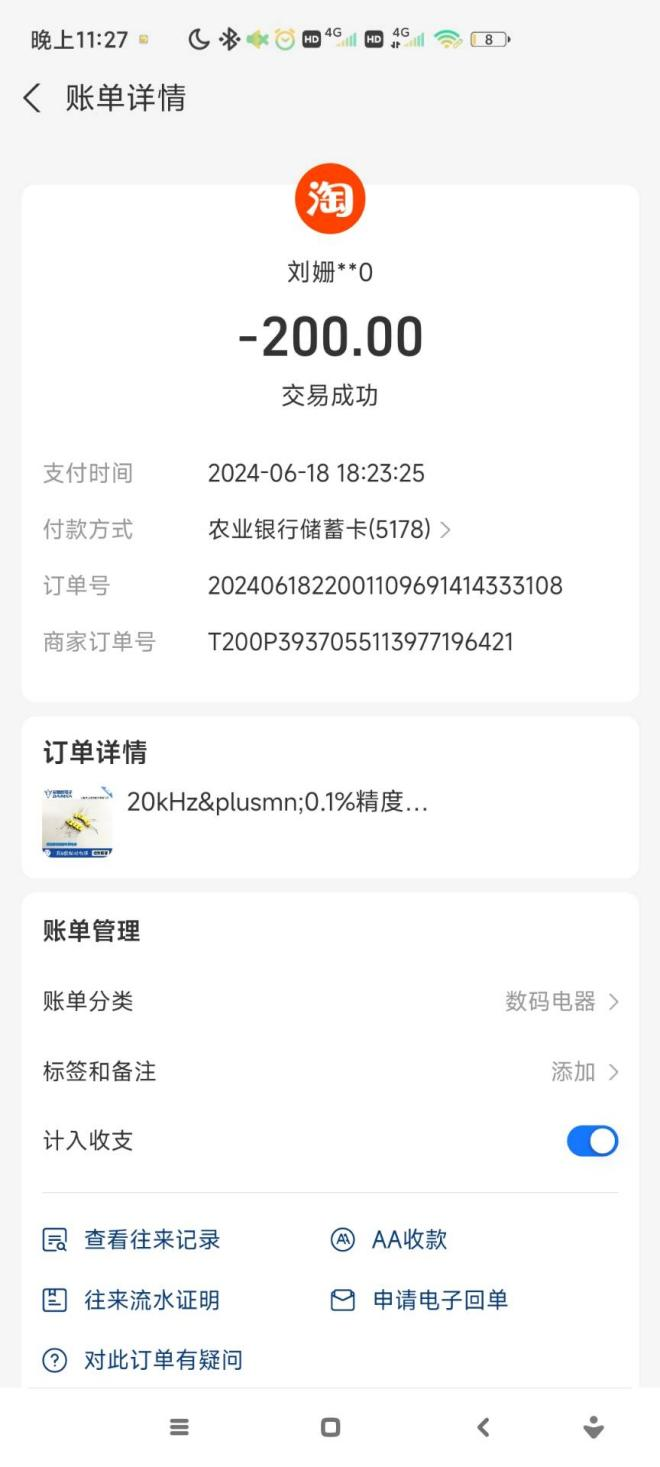 晚上11:27 HD 4G HD 4G 8
账单详情
淘
刘姗**0
-200.00
交易成功
支付时间 2024-06-18 18:23:25
付款方式 农业银行储蓄卡(5178)
订单号 2024061822001109691414333108
商家订单号 T200P3937055113977196421
订单详情
20kHz&plusmn;0.1%精度...
账单管理
账单分类 数码电器
标签和备注 添加
计入收支
查看往来记录 AA收款
往来流水证明 申请电子回单
对此订单有疑问